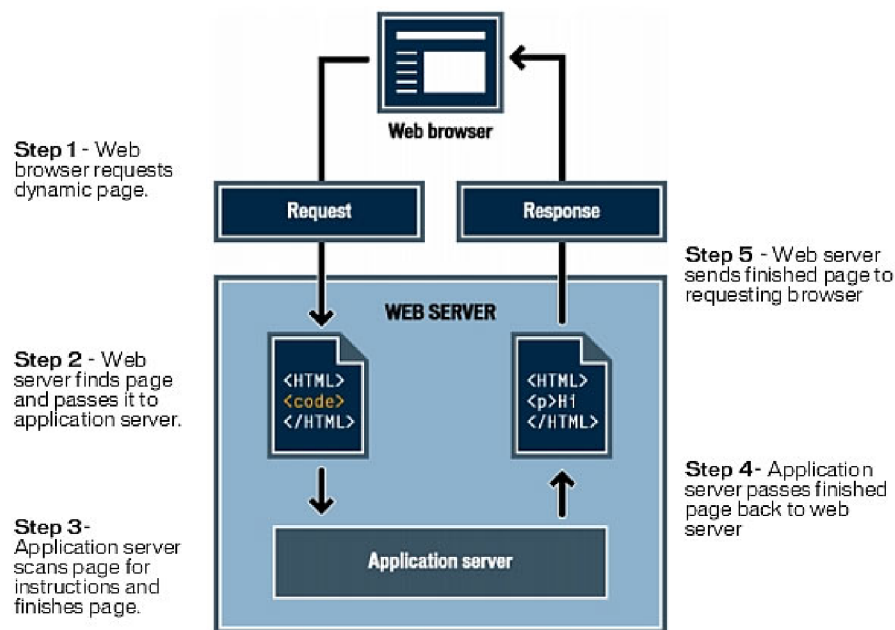 Web browser
Step 1 - Web
browser requests
dynamic page.
Request
Response
Step 5 - Web server
sends finished page to
requesting browser
WEB SERVER
Step 2 - Web
server finds page
and passes it to
application server.
<HTML>
<code>
</HTML>
<HTML>
<p>Hi
</HTML>
Step 4- Application
server passes finished
page back to web
server
Step 3-
Application server
scans page for
instructions and
finishes page.
Application server